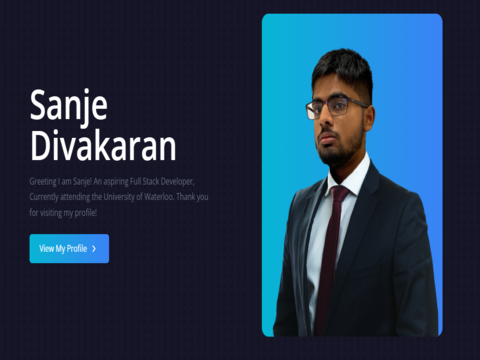 Sanje
Divakaran
Greeting I am Sanje! An aspiring Full Stack Developer,
Currently attending the University of Waterloo. Thank you
for visiting my profile!
View My Profile